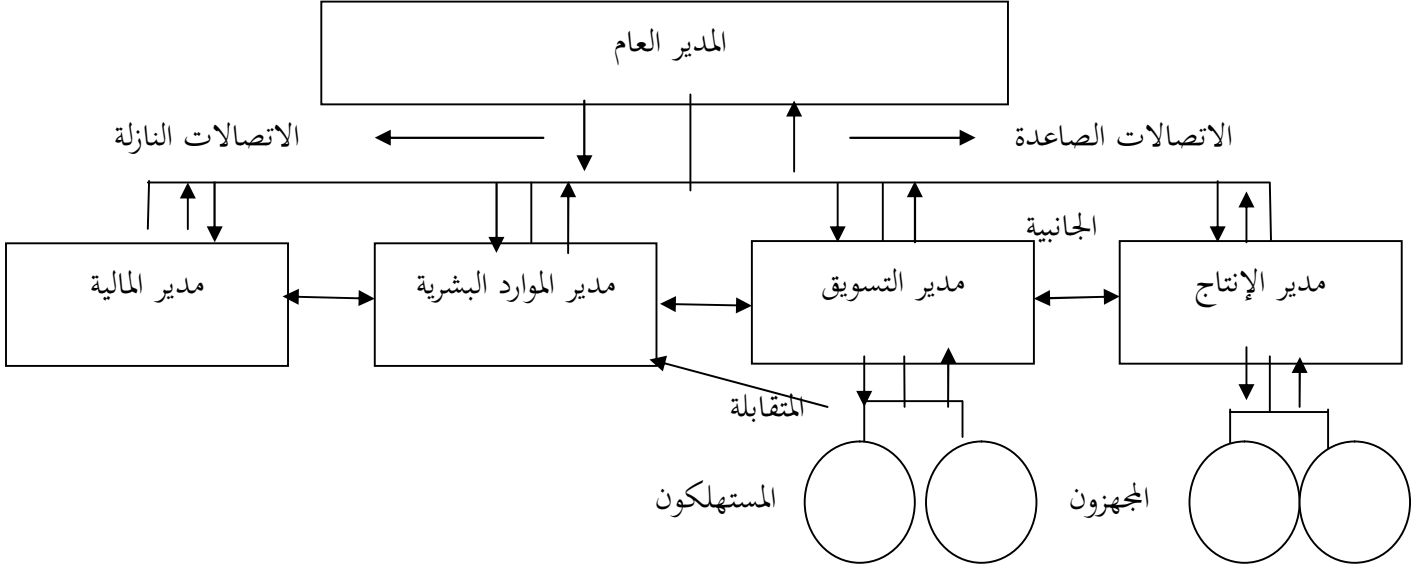 المدير العام
الاتصالات الصاعدة
الاتصالات النازلة
الجانبية
مدير الإنتاج
مدير التسويق
مدير الموارد البشرية
مدير المالية
المتقابلة
المجهزون
المستهلكون